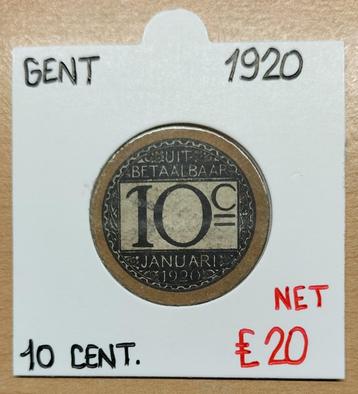 GENT 1920
UIT
BETAALBAAR
10C
JANUARI
1920
NET
10 CENT. £20